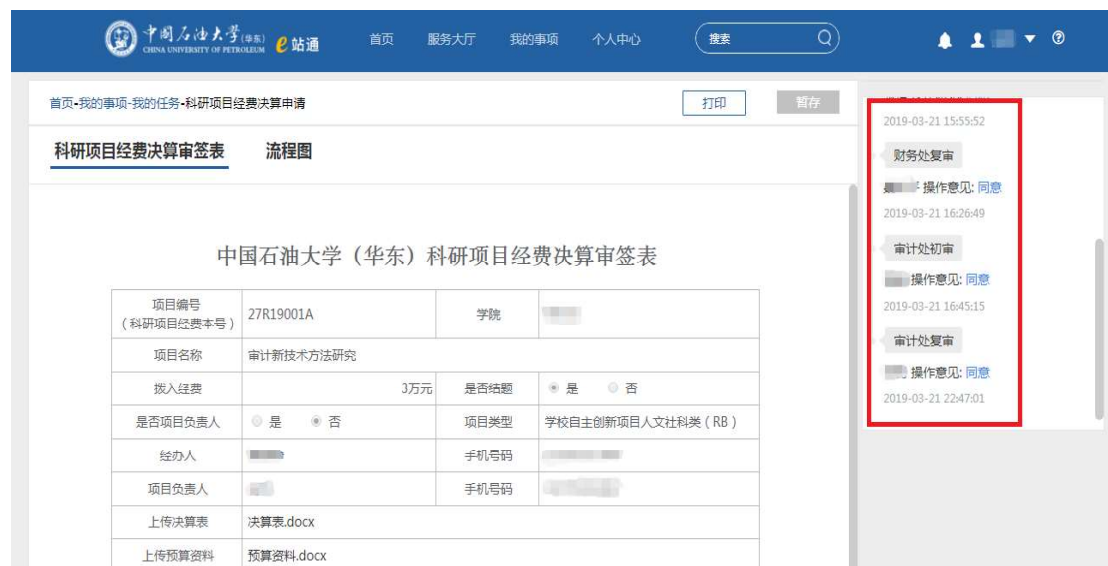 中国石油大学(华东) CHINA UNIVERSITY OF PETROLEUM e站通 首页 服务大厅 我的事项 个人中心 搜索
首页-我的事项-我的任务-科研项目经费决算申请 打印 暂存
科研项目经费决算审签表 流程图
中国石油大学（华东）科研项目经费决算审签表
项目编号
（科研项目经费本号） 27R19001A 学院
项目名称 审计新技术方法研究
拨入经费 3万元 是否结题 是 否
是否项目负责人 是 否 项目类型 学校自主创新项目人文社科类（RB）
经办人 手机号码
项目负责人 手机号码
上传决算表 决算表.docx
上传预算资料 预算资料.docx
2019-03-21 15:55:52
财务处复审
操作意见: 同意
2019-03-21 16:26:49
审计处初审
操作意见: 同意
2019-03-21 16:45:15
审计处复审
操作意见: 同意
2019-03-21 22:47:01